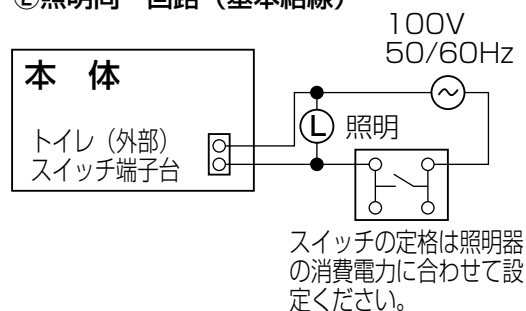 Ⓔ照明同一回路（基本結線）
100V
50/60Hz
本 体
L 照明
トイレ（外部）
スイッチ端子台
スイッチの定格は照明器
の消費電力に合わせて設
定ください。